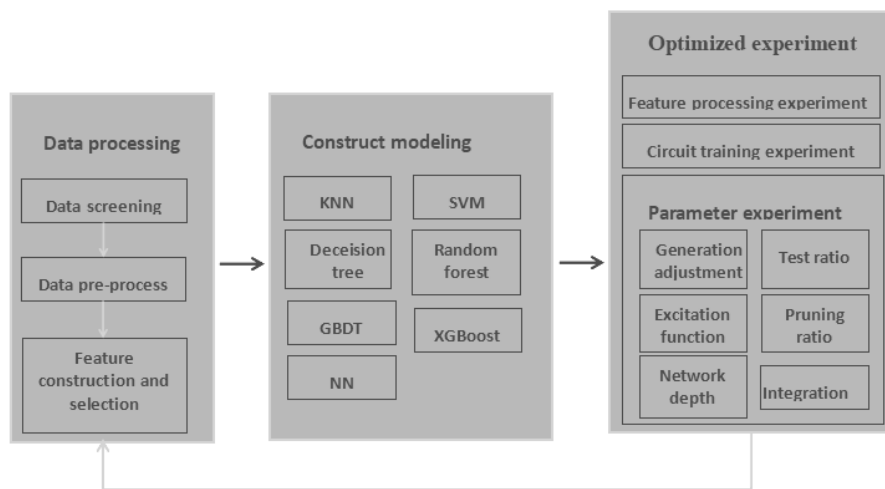 Data processing
Data screening
Data pre-process
Feature
construction and
selection
Construct modeling
KNN
SVM
Deceision
tree
Random
forest
GBDT
XGBoost
NN
Optimized experiment
Feature processing experiment
Circuit training experiment
Parameter experiment
Generation
adjustment
Test ratio
Excitation
function
Pruning
ratio
Network
depth
Integration